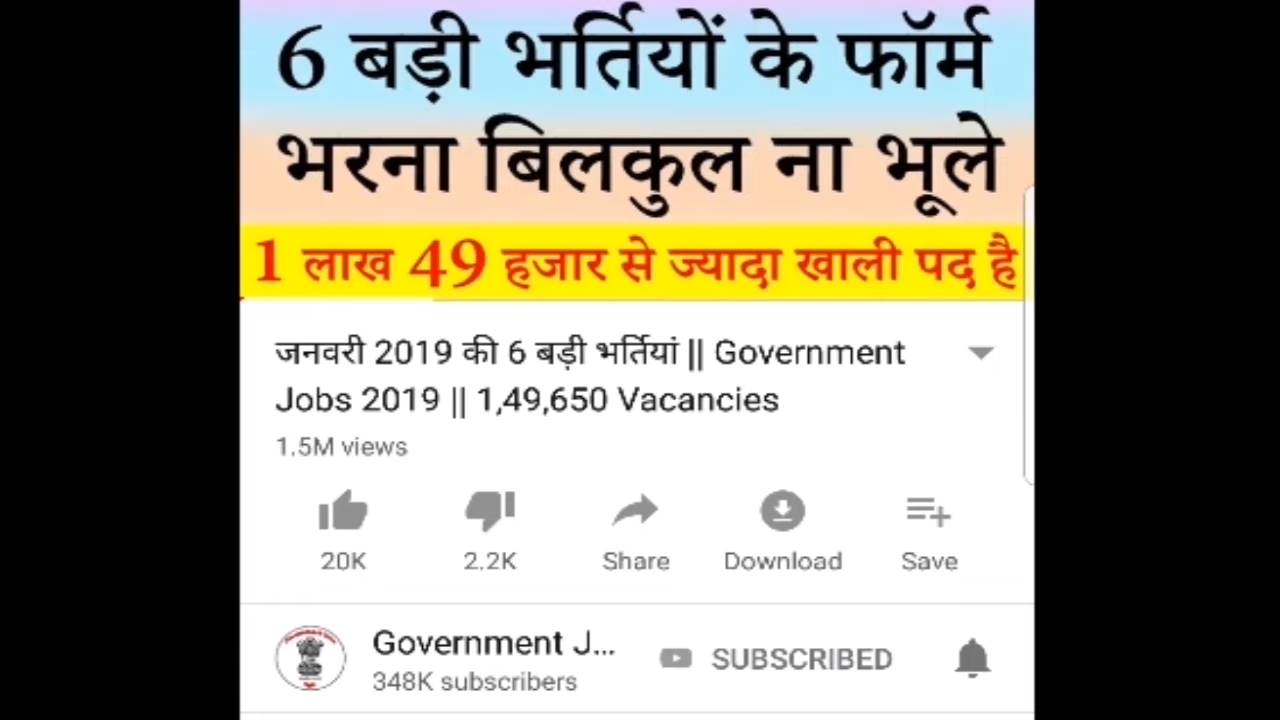 6 बड़ी भर्तियों के फॉर्म
भरना बिलकुल ना भूले
1 लाख 49 हजार से ज्यादा खाली पद है
जनवरी 2019 की 6 बड़ी भर्तियां || Government
Jobs 2019 || 1,49,650 Vacancies
1.5M views
20K 2.2K Share Download Save
Government J...
SUBSCRIBED
348K subscribers